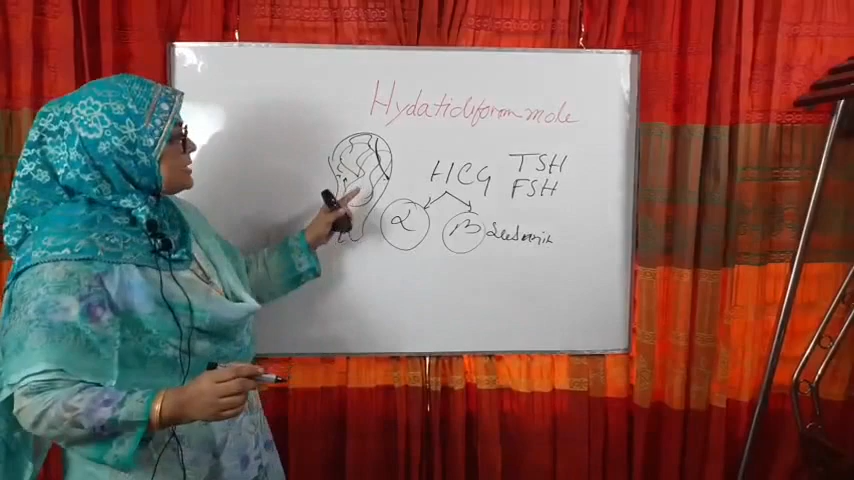 Hydatidiform mole
HCG TSH
FSH
α β